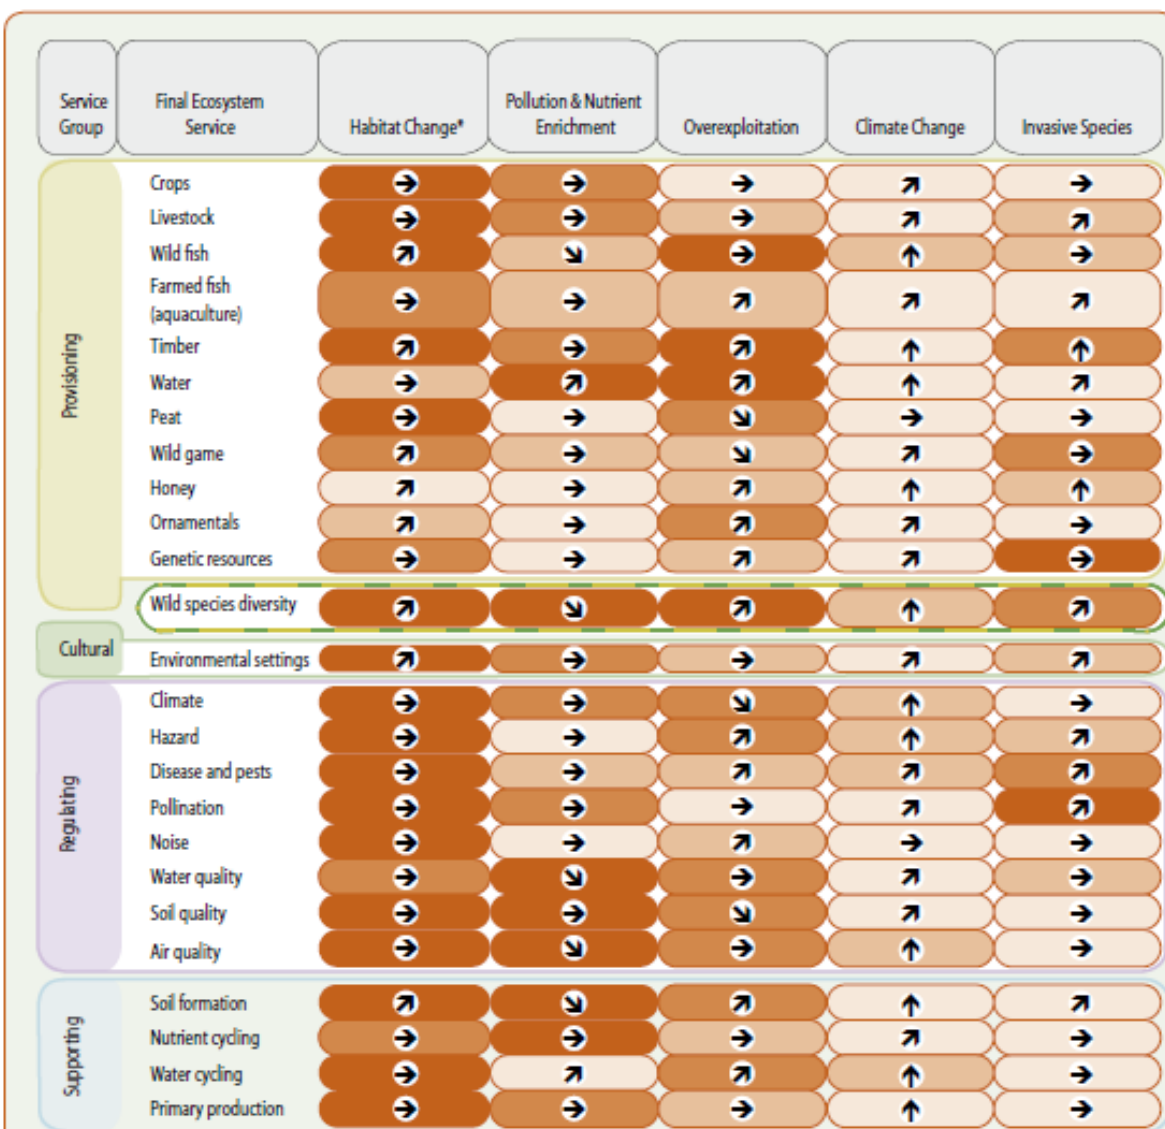 Service
Group
Final Ecosystem
Service
Habitat Change*
Pollution & Nutrient
Enrichment
Overexploitation
Climate Change
Invasive Species
Provisioning
Crops
Livestock
Wild fish
Farmed fish
(aquaculture)
Timber
Water
Peat
Wild game
Honey
Ornamentals
Genetic resources
Wild species diversity
Cultural
Environmental settings
Regulating
Climate
Hazard
Disease and pests
Pollination
Noise
Water quality
Soil quality
Air quality
Supporting
Soil formation
Nutrient cycling
Water cycling
Primary production